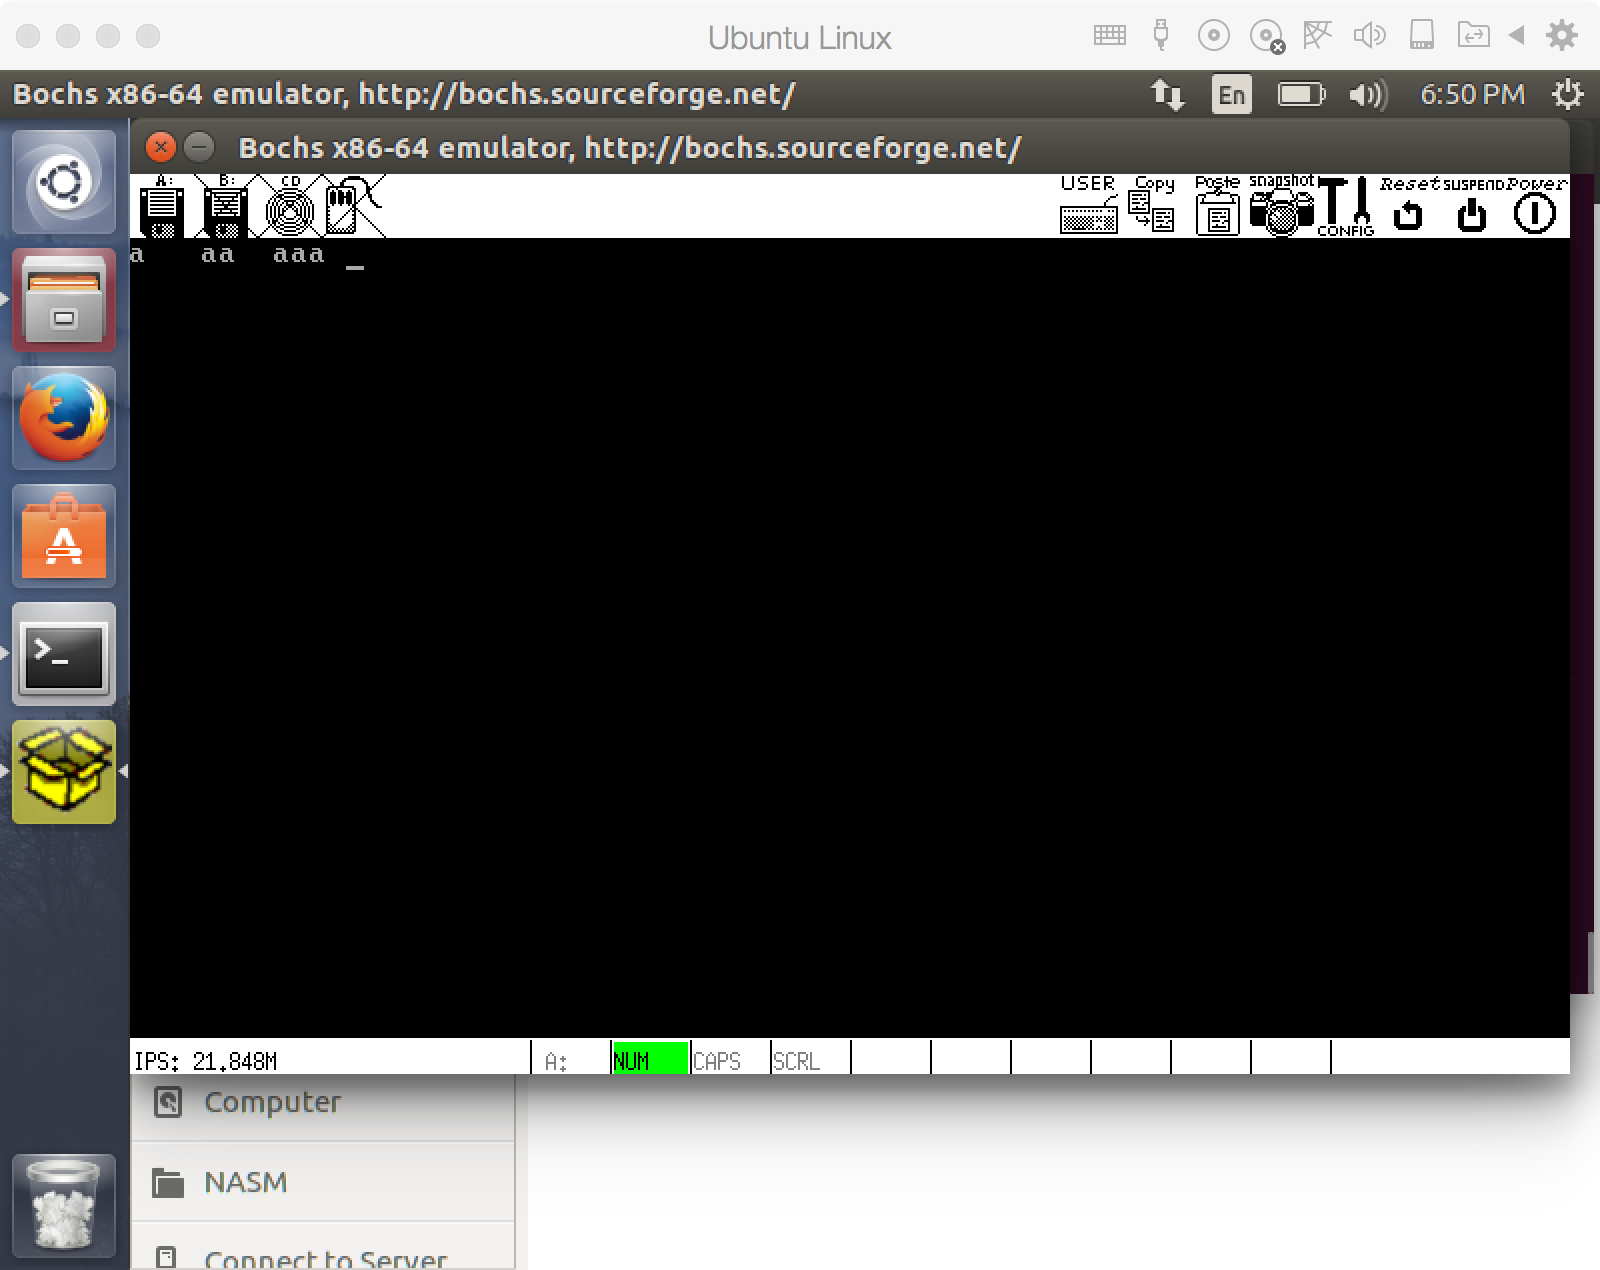 Ubuntu Linux
Bochs x86-64 emulator, http://bochs.sourceforge.net/ En 6:50 PM
Bochs x86-64 emulator, http://bochs.sourceforge.net/
A: B: CD USER Copy Paste snapshot CONFIG Reset SUSPEND Power
a aa aaa _
IPS: 21.848M A: NUM CAPS SCRL
Computer
NASM
Connect to Server